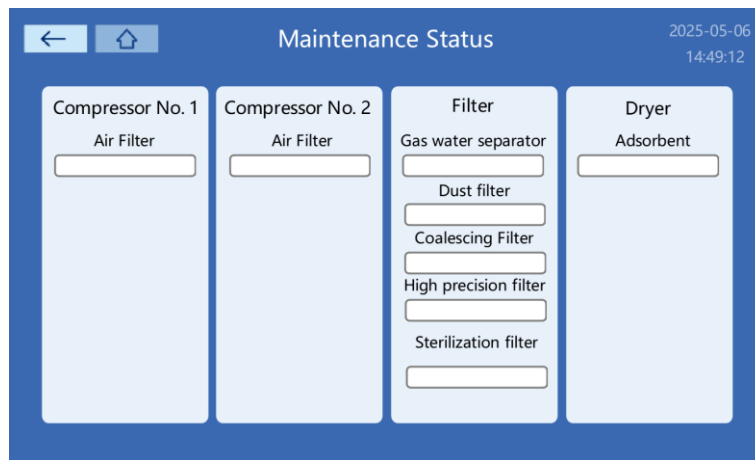 Maintenance Status
2025-05-06
14:49:12
Compressor No. 1
Air Filter
Compressor No. 2
Air Filter
Filter
Gas water separator
Dust filter
Coalescing Filter
High precision filter
Sterilization filter
Dryer
Adsorbent